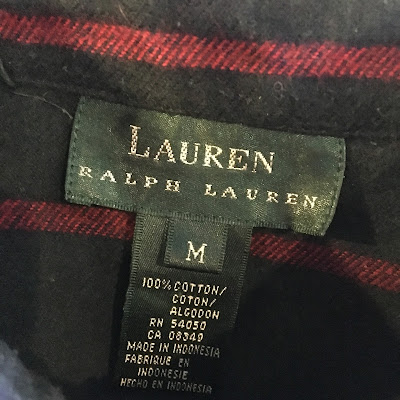 LAUREN
RALPH LAUREN
M
100% COTTON/
COTON/
ALGODON
RN 54050
CA 08349
MADE IN INDONESIA
FABRIQUE EN
INDONESIE
HECHO EN INDONESIA